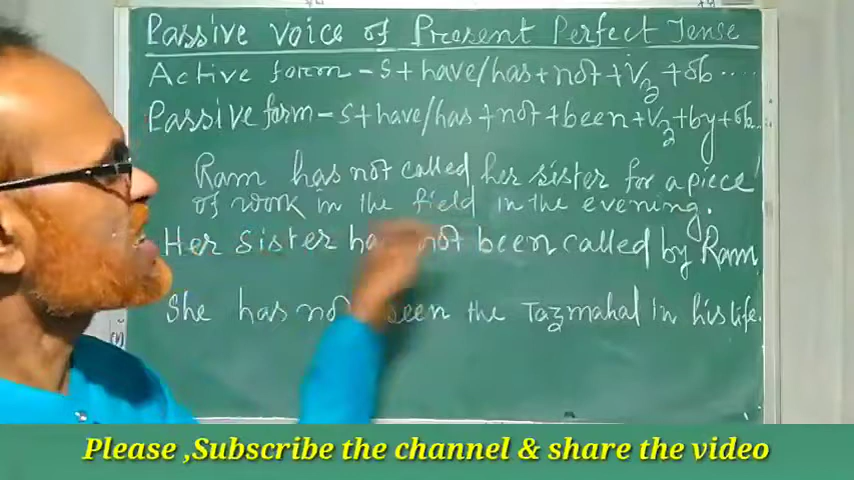 Passive voice of Present Perfect Tense
Active form - S + have/has + not + V3 + ob ....
Passive form - S + have/has + not + been + V3 + by + ob...
Ram has not called her sister for a piece
of work in the field in the evening.
Her sister has not been called by Ram
She has not seen the Tazmahal in his life.
Please ,Subscribe the channel & share the video